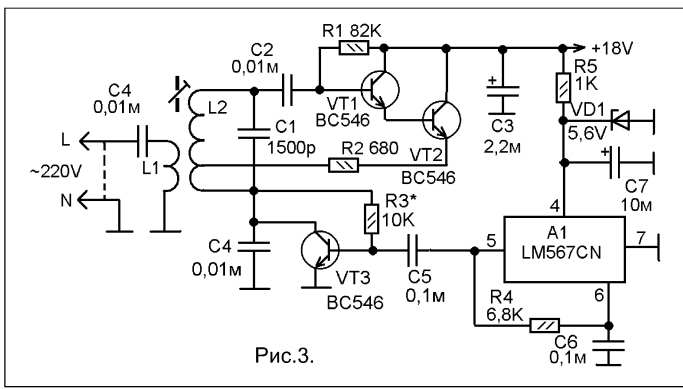 R1 82K
+18V
C2
0,01м
C4
0,01м
L2
VT1
BC546
+
C3
2,2м
R5
1K
VD1
5,6V
L
~220V
N
L1
C1
1500p
R2 680
VT2
BC546
+
C7
10м
4
R3*
10K
C4
0,01м
VT3
BC546
C5
0,1м
5
A1
LM567CN
7
6
R4
6,8K
C6
0,1м
Рис.3.